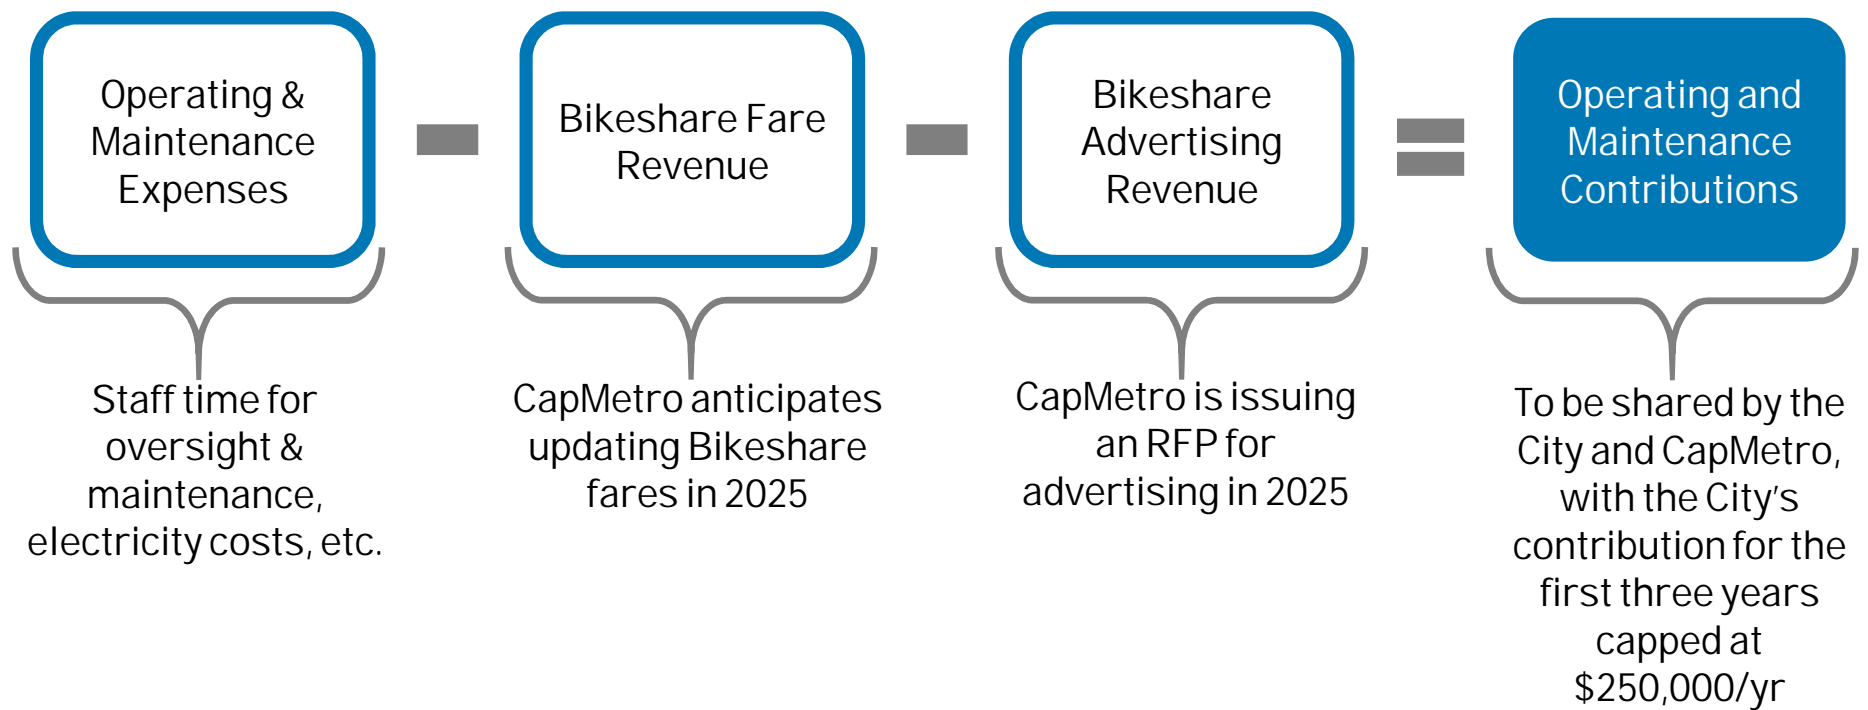 Operating &
Maintenance
Expenses
Bikeshare Fare
Revenue
Bikeshare
Advertising
Revenue
Operating and
Maintenance
Contributions
Staff time for
oversight &
maintenance,
electricity costs, etc.
CapMetro anticipates
updating Bikeshare
fares in 2025
CapMetro is issuing
an RFP for
advertising in 2025
To be shared by the
City and CapMetro,
with the City's
contribution for the
first three years
capped at
$250,000/yr